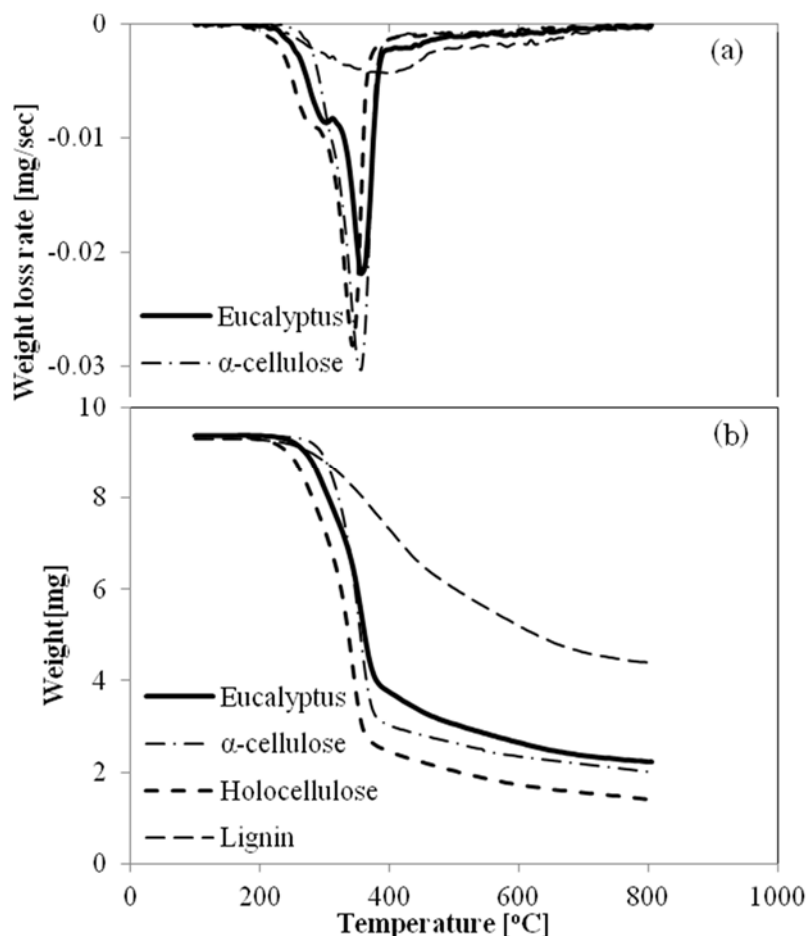 0
(a)
-0.01
-0.02
-0.03
Weight loss rate [mg/sec]
Eucalyptus
α-cellulose
10
(b)
8
6
4
2
0
Weight[mg]
Eucalyptus
α-cellulose
Holocellulose
Lignin
0 200 400 600 800 1000
Temperature [°C]